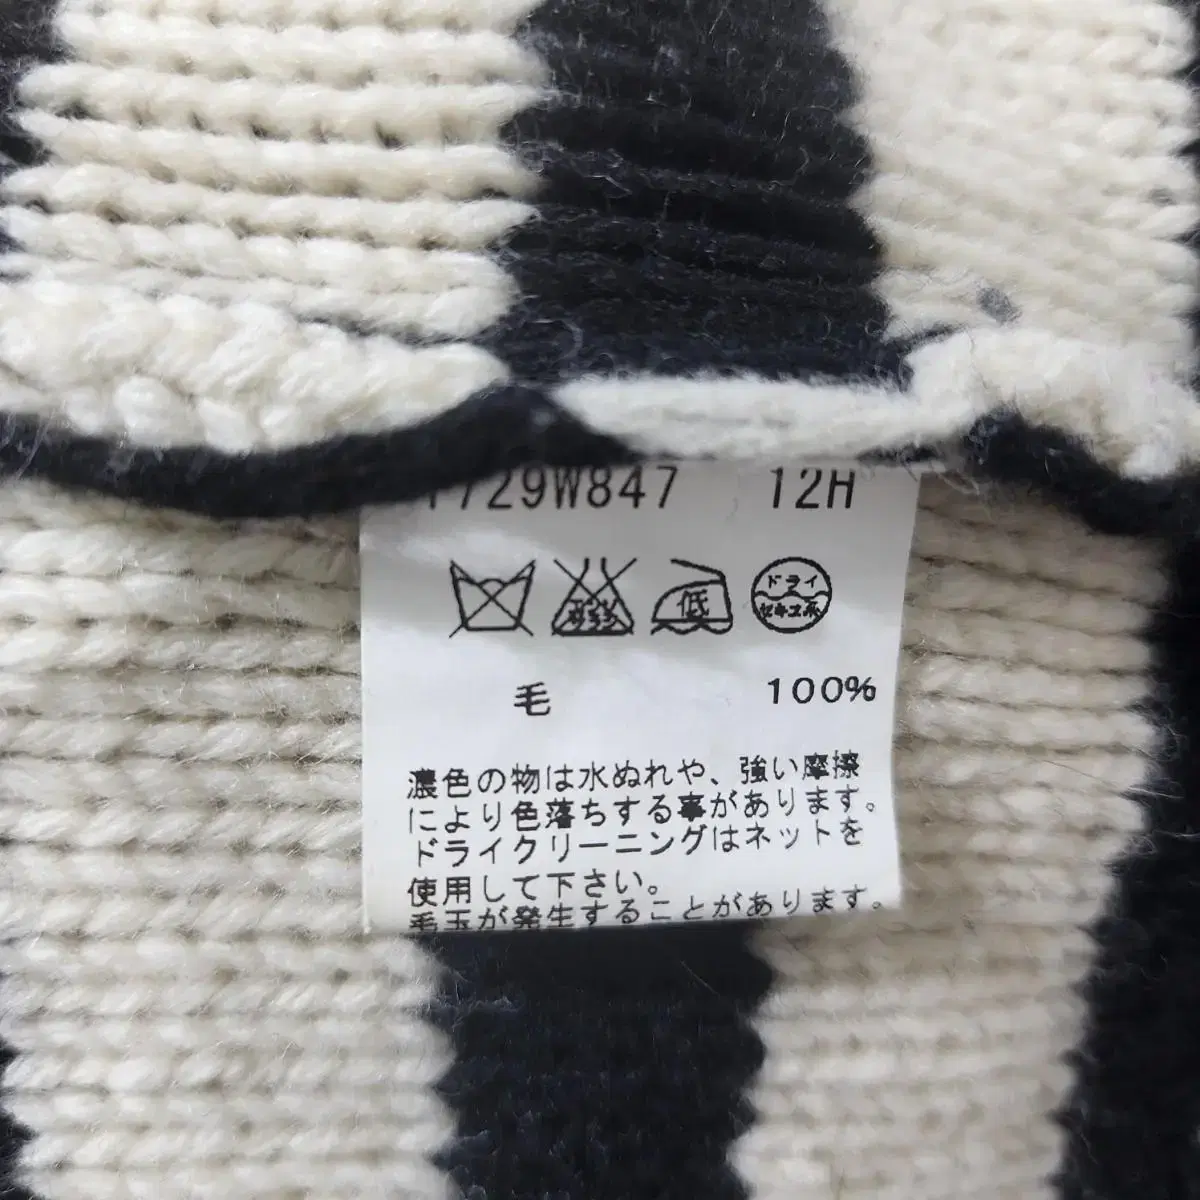 1729W847 12H
低 ドライ
セキユ系
毛 100%
濃色の物は水ぬれや、強い摩擦
により色落ちする事があります。
ドライクリーニングはネットを
使用して下さい。
毛玉が発生することがあります。